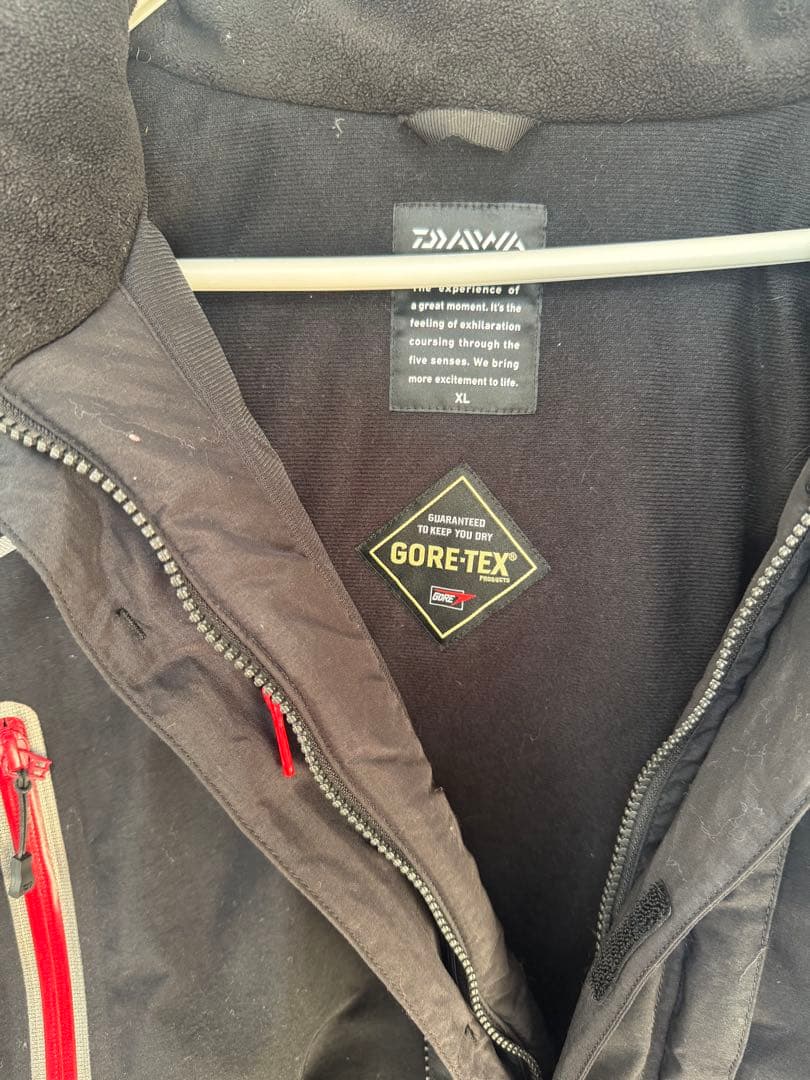 DAIWA
The experience of
a great moment. It's the
feeling of exhilaration
coursing through the
five senses. We bring
more excitement to life.
XL
GUARANTEED
TO KEEP YOU DRY
GORE-TEX®
PRODUCTS
GORE